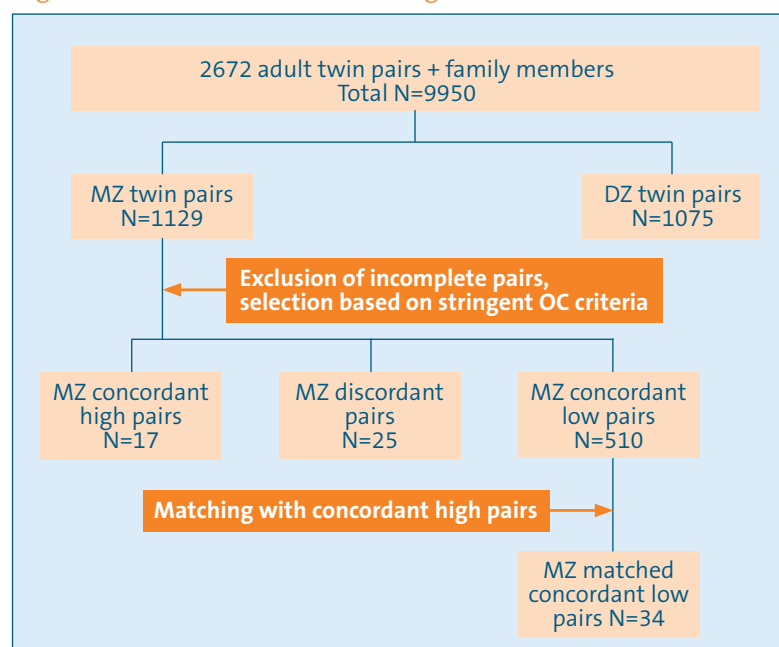 2672 adult twin pairs + family members
Total N=9950
MZ twin pairs
N=1129
DZ twin pairs
N=1075
Exclusion of incomplete pairs,
selection based on stringent OC criteria
MZ concordant
high pairs
N=17
MZ discordant
pairs
N=25
MZ concordant
low pairs
N=510
Matching with concordant high pairs
MZ matched
concordant low
pairs N=34